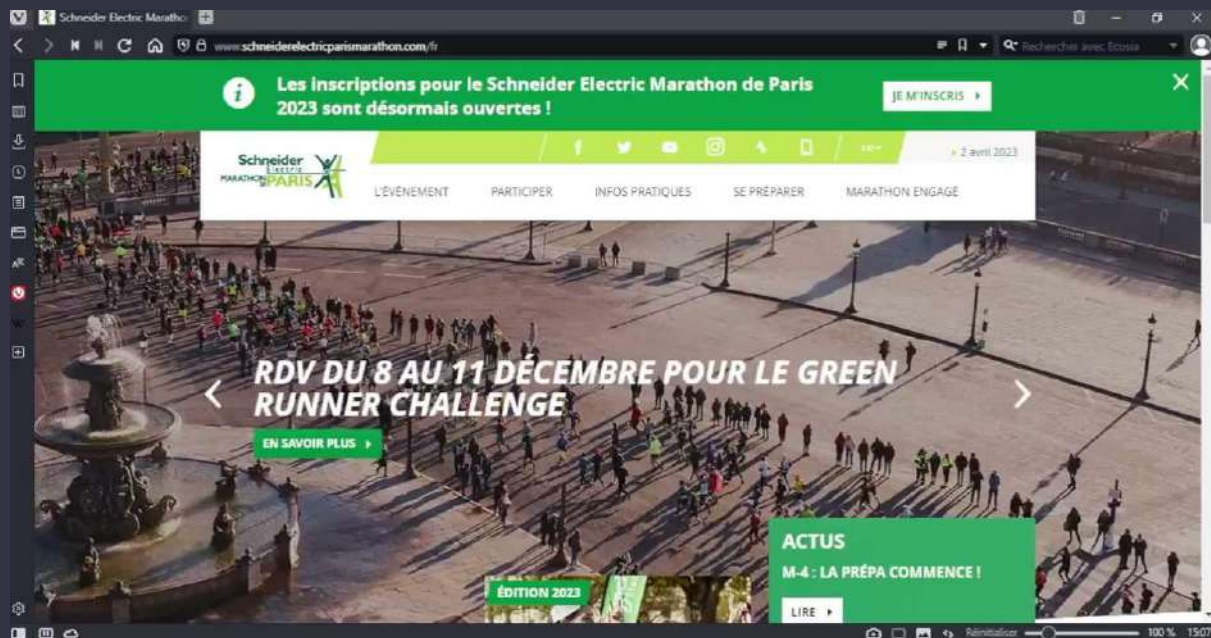 Schneider Electric Maratho
www.schneiderelectricparismarathon.com/fr
Rechercher avec Ecosia
Les inscriptions pour le Schneider Electric Marathon de Paris
2023 sont désormais ouvertes !
JE M'INSCRIS
Schneider
Electric
MARATHON DE PARIS
2 avril 2023
L'ÉVÉNEMENT PARTICIPER INFOS PRATIQUES SE PRÉPARER MARATHON ENGAGÉ
RDV DU 8 AU 11 DÉCEMBRE POUR LE GREEN
RUNNER CHALLENGE
EN SAVOIR PLUS
ACTUS
M-4 : LA PRÉPA COMMENCE !
LIRE
ÉDITION 2023
Réinitialiser 100 % 15:07